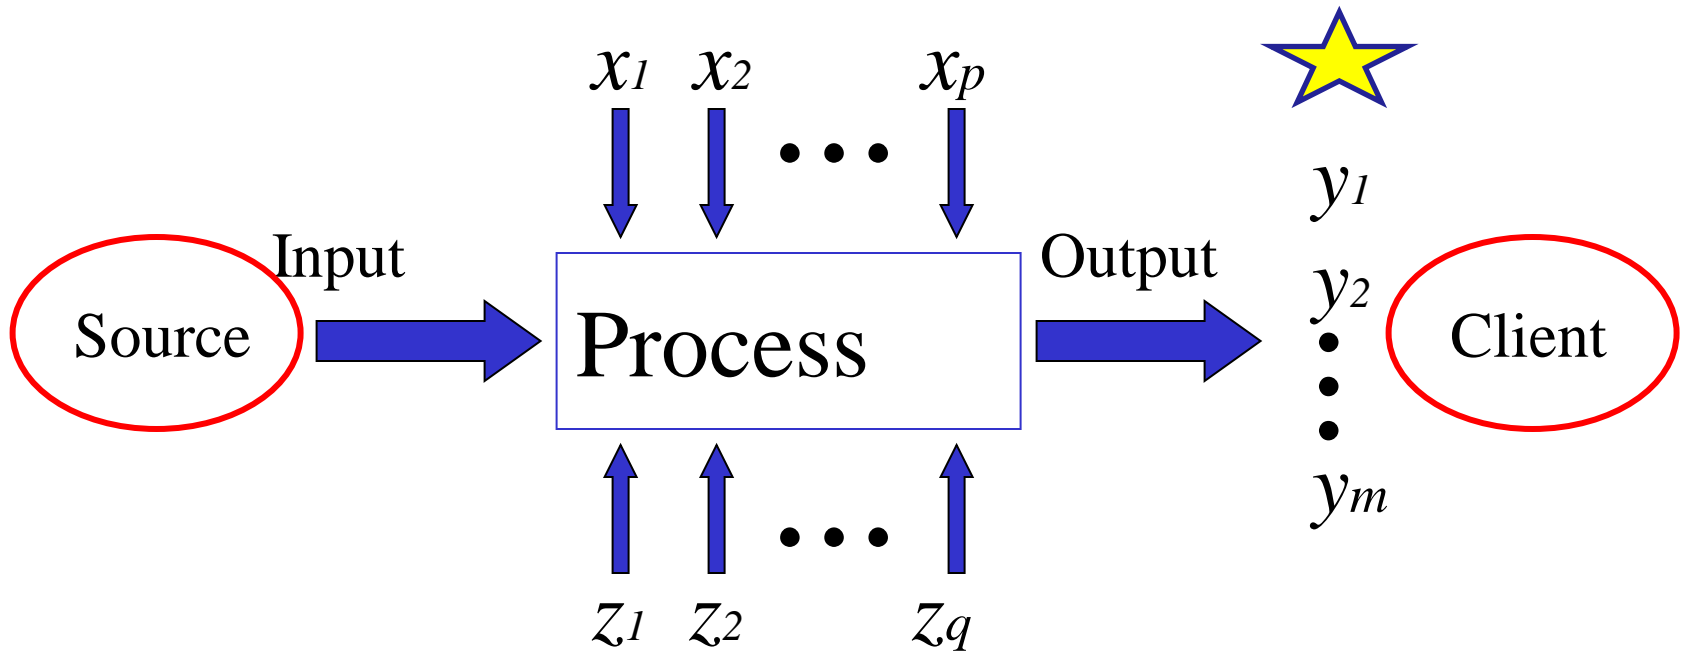 x1 x2 xp
y1
Input
Output
y2
Source
Process
Client
ym
z1 z2 zq